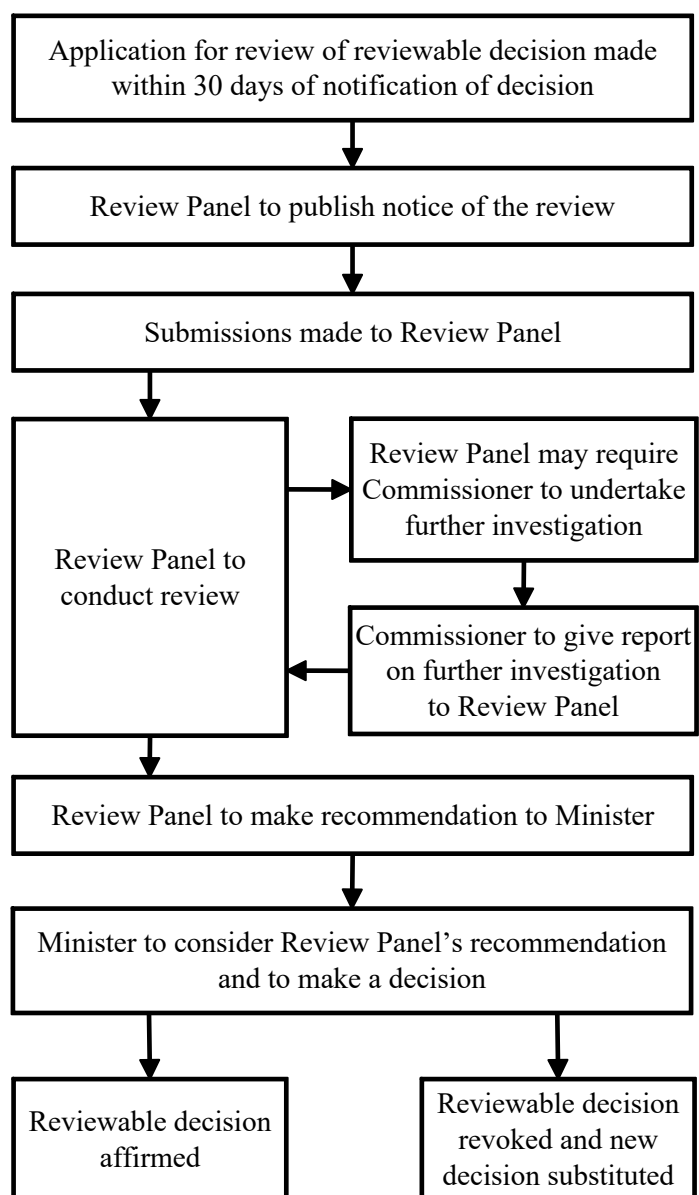 Application for review of reviewable decision made
within 30 days of notification of decision
Review Panel to publish notice of the review
Submissions made to Review Panel
Review Panel to
conduct review
Review Panel may require
Commissioner to undertake
further investigation
Commissioner to give report
on further investigation
to Review Panel
Review Panel to make recommendation to Minister
Minister to consider Review Panel’s recommendation
and to make a decision
Reviewable decision
affirmed
Reviewable decision
revoked and new
decision substituted